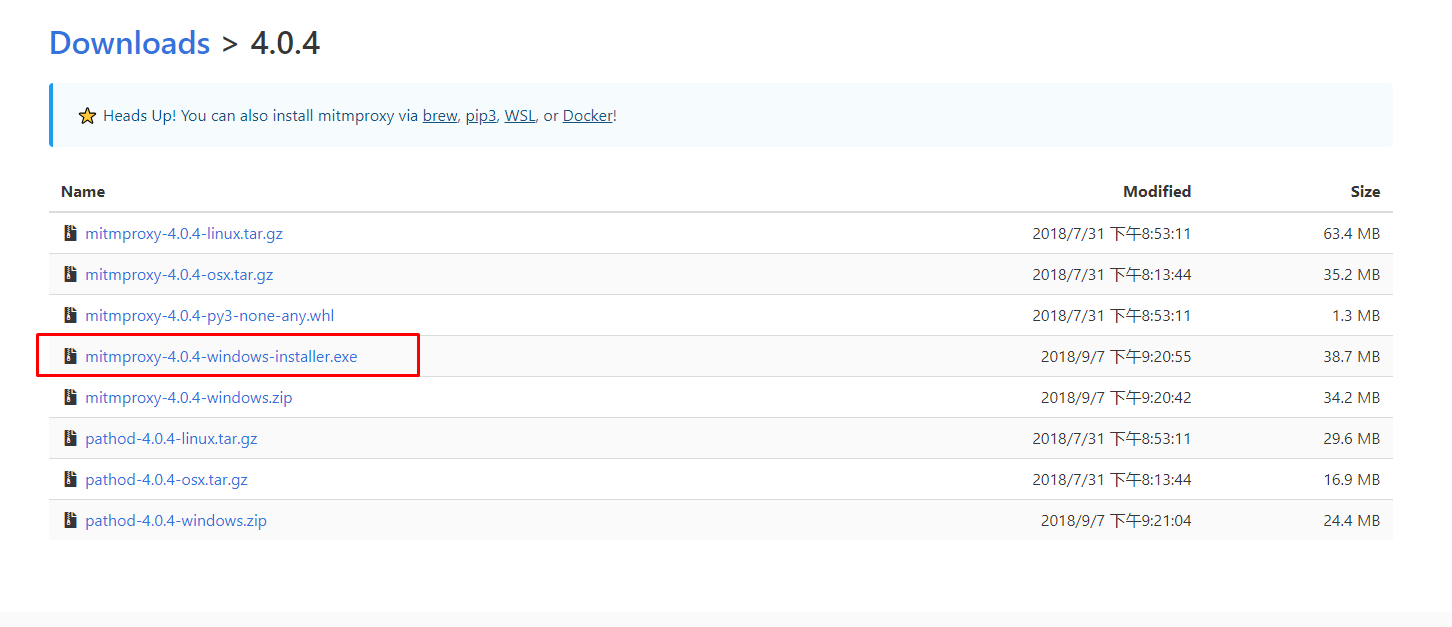 Downloads > 4.0.4
Heads Up! You can also install mitmproxy via brew, pip3, WSL, or Docker!
Name Modified Size
mitmproxy-4.0.4-linux.tar.gz 2018/7/31 下午8:53:11 63.4 MB
mitmproxy-4.0.4-osx.tar.gz 2018/7/31 下午8:13:44 35.2 MB
mitmproxy-4.0.4-py3-none-any.whl 2018/7/31 下午8:53:11 1.3 MB
mitmproxy-4.0.4-windows-installer.exe 2018/9/7 下午9:20:55 38.7 MB
mitmproxy-4.0.4-windows.zip 2018/9/7 下午9:20:42 34.2 MB
pathod-4.0.4-linux.tar.gz 2018/7/31 下午8:53:11 29.6 MB
pathod-4.0.4-osx.tar.gz 2018/7/31 下午8:13:44 16.9 MB
pathod-4.0.4-windows.zip 2018/9/7 下午9:21:04 24.4 MB